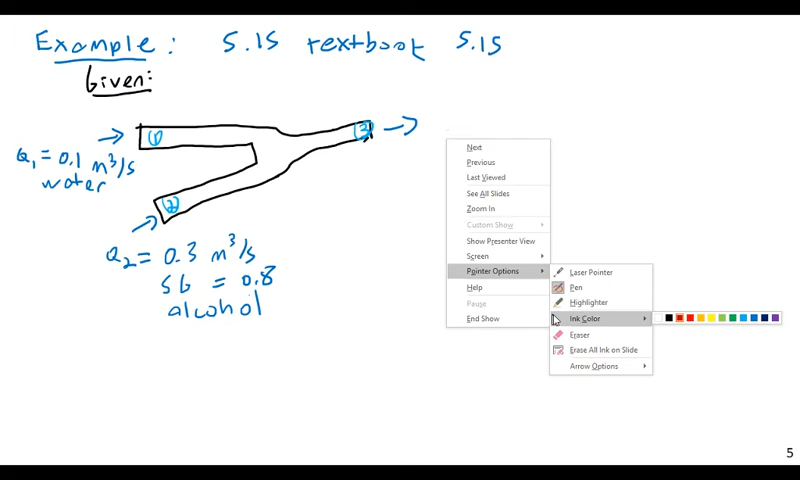 Example: 5.15 textbook 5.15
Given:
① ③
Q₁ = 0.1 m³/s
water
②
Q₂ = 0.3 m³/s
SG = 0.8
alcohol
Next
Previous
Last Viewed
See All Slides
Zoom In
Custom Show
Show Presenter View
Screen
Pointer Options
Help
Pause
End Show
Laser Pointer
Pen
Highlighter
Ink Color
Eraser
Erase All Ink on Slide
Arrow Options
5